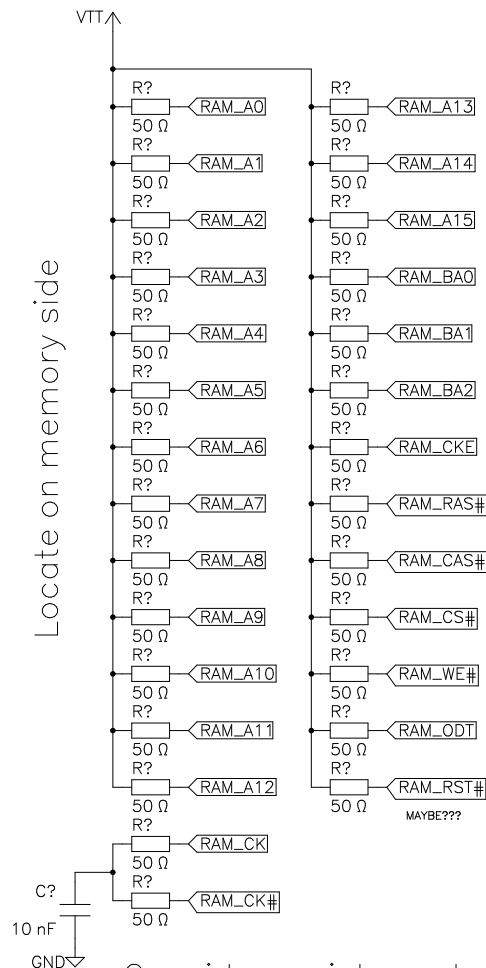 VTT
R?
50 Ω
RAM_A0
R?
50 Ω
RAM_A1
R?
50 Ω
RAM_A2
R?
50 Ω
RAM_A3
R?
50 Ω
RAM_A4
R?
50 Ω
RAM_A5
R?
50 Ω
RAM_A6
R?
50 Ω
RAM_A7
R?
50 Ω
RAM_A8
R?
50 Ω
RAM_A9
R?
50 Ω
RAM_A10
R?
50 Ω
RAM_A11
R?
50 Ω
RAM_A12
R?
50 Ω
RAM_CK
R?
50 Ω
RAM_CK#
C?
10 nF
GND
R?
50 Ω
RAM_A13
R?
50 Ω
RAM_A14
R?
50 Ω
RAM_A15
R?
50 Ω
RAM_BA0
R?
50 Ω
RAM_BA1
R?
50 Ω
RAM_BA2
R?
50 Ω
RAM_CKE
R?
50 Ω
RAM_RAS#
R?
50 Ω
RAM_CAS#
R?
50 Ω
RAM_CS#
R?
50 Ω
RAM_WE#
R?
50 Ω
RAM_ODT
R?
50 Ω
RAM_RST#
MAYBE???
Locate on memory side